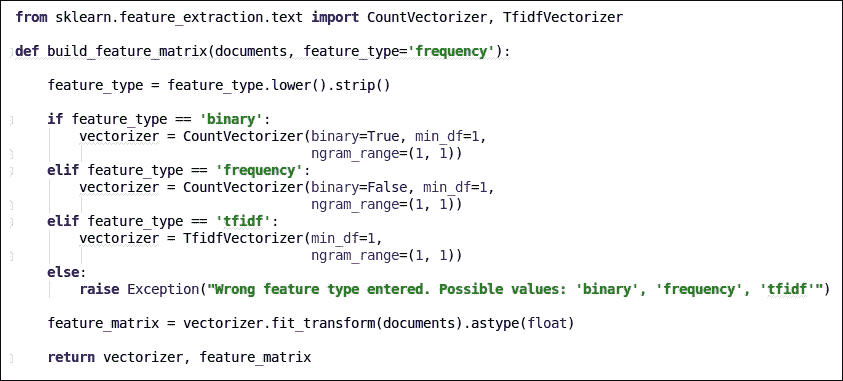 from sklearn.feature_extraction.text import CountVectorizer, TfidfVectorizer
def build_feature_matrix(documents, feature_type='frequency'):
    feature_type = feature_type.lower().strip()
    if feature_type == 'binary':
        vectorizer = CountVectorizer(binary=True, min_df=1,
                                     ngram_range=(1, 1))
    elif feature_type == 'frequency':
        vectorizer = CountVectorizer(binary=False, min_df=1,
                                     ngram_range=(1, 1))
    elif feature_type == 'tfidf':
        vectorizer = TfidfVectorizer(min_df=1,
                                     ngram_range=(1, 1))
    else:
        raise Exception("Wrong feature type entered. Possible values: 'binary', 'frequency', 'tfidf'")
    feature_matrix = vectorizer.fit_transform(documents).astype(float)
    return vectorizer, feature_matrix